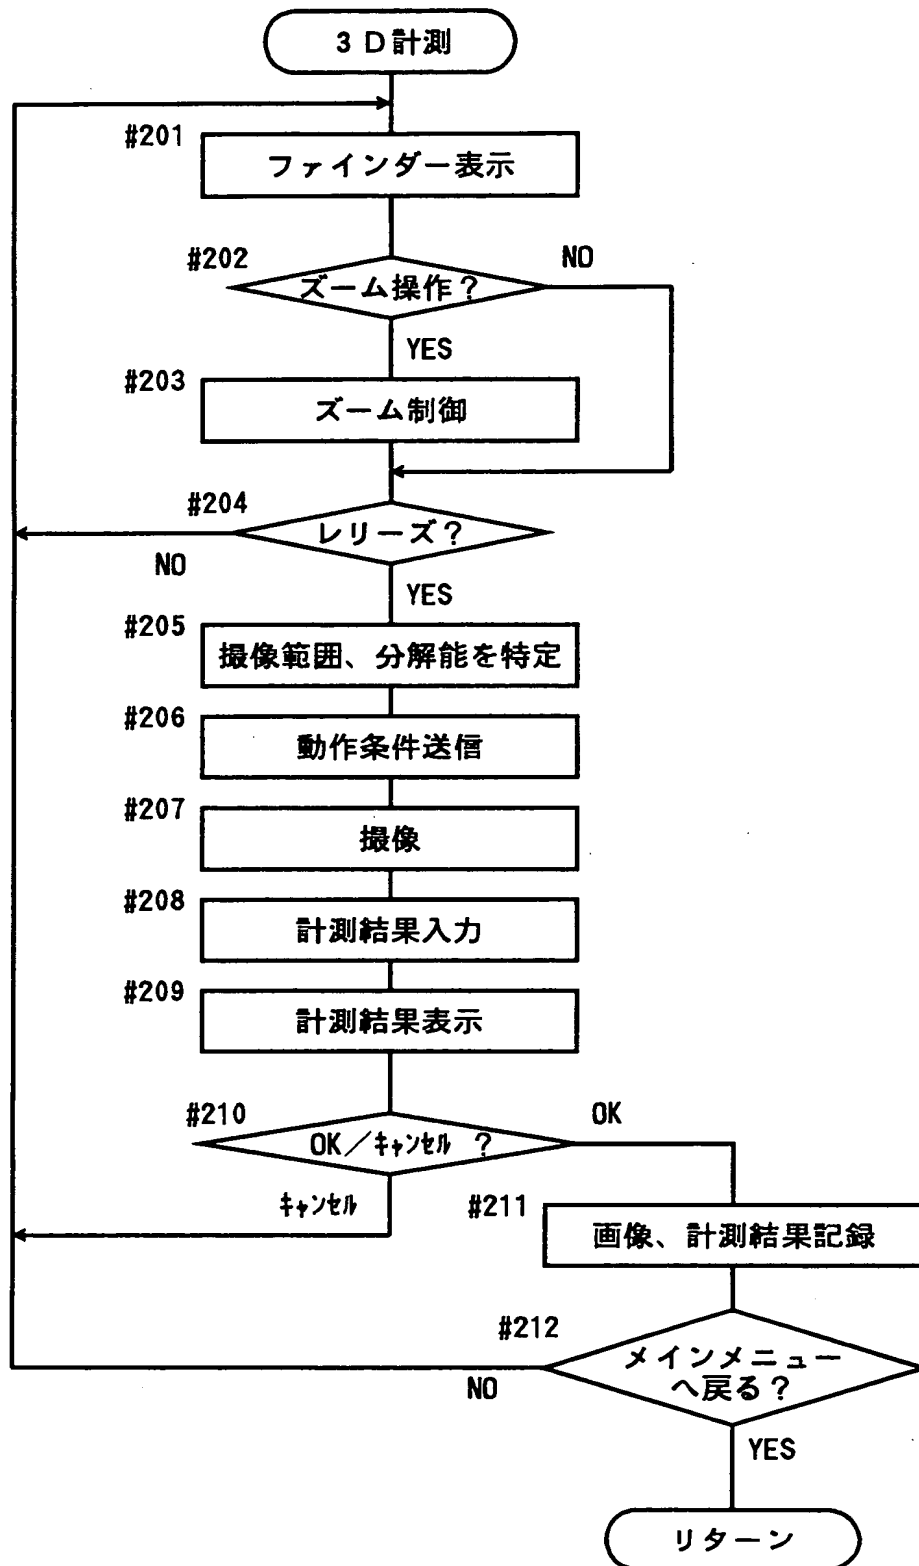 3D計測
#201
ファインダー表示
#202
ズーム操作?
NO
YES
#203
ズーム制御
#204
レリーズ?
NO
YES
#205
撮像範囲、分解能を特定
#206
動作条件送信
#207
撮像
#208
計測結果入力
#209
計測結果表示
#210
OK/キャンセル ?
OK
キャンセル
#211
画像、計測結果記録
#212
メインメニュー
へ戻る?
NO
YES
リターン